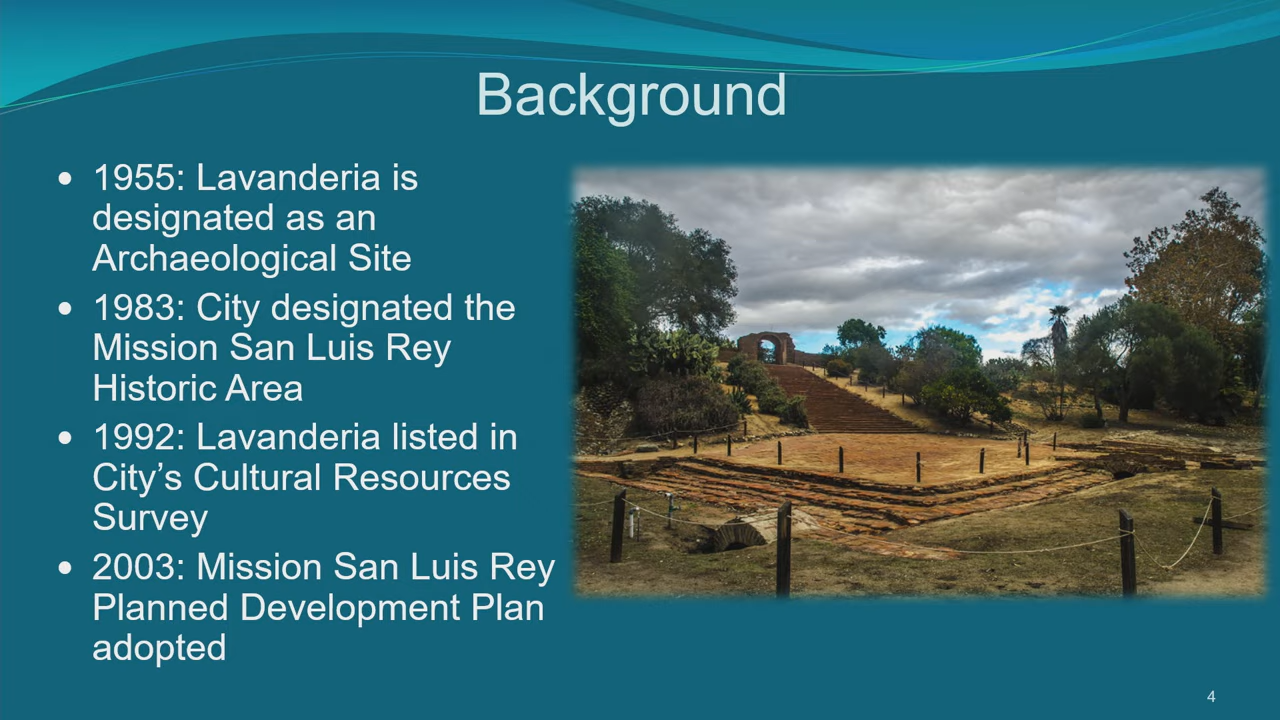 Background
• 1955: Lavanderia is
designated as an
Archaeological Site
• 1983: City designated the
Mission San Luis Rey
Historic Area
• 1992: Lavanderia listed in
City’s Cultural Resources
Survey
• 2003: Mission San Luis Rey
Planned Development Plan
adopted
4